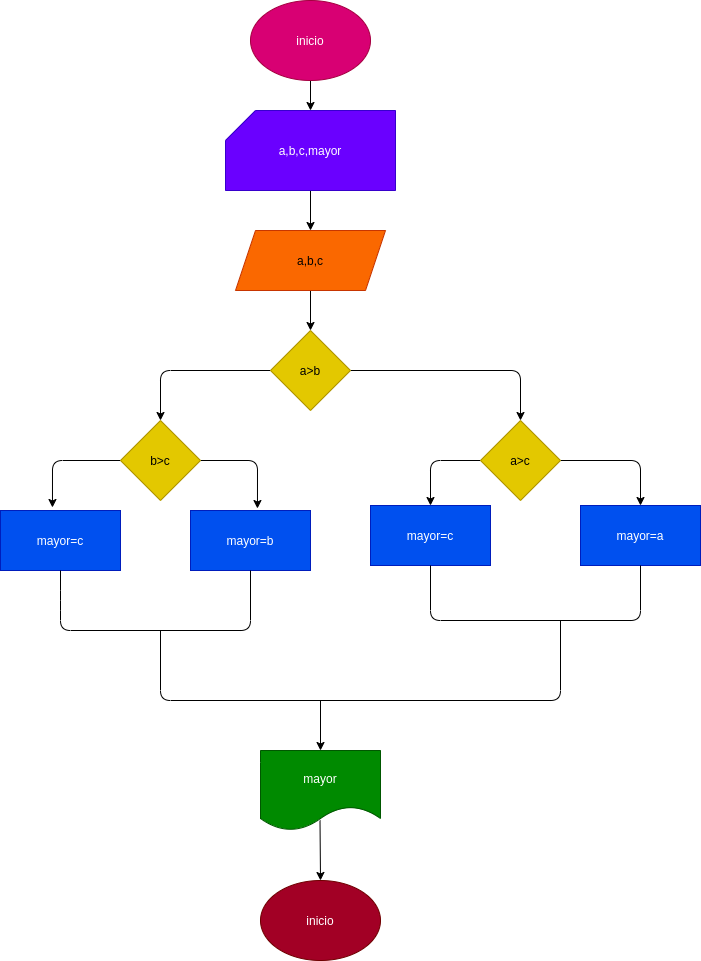 inicio
a,b,c,mayor
a,b,c
a>b
b>c
a>c
mayor=c
mayor=b
mayor=c
mayor=a
mayor
inicio